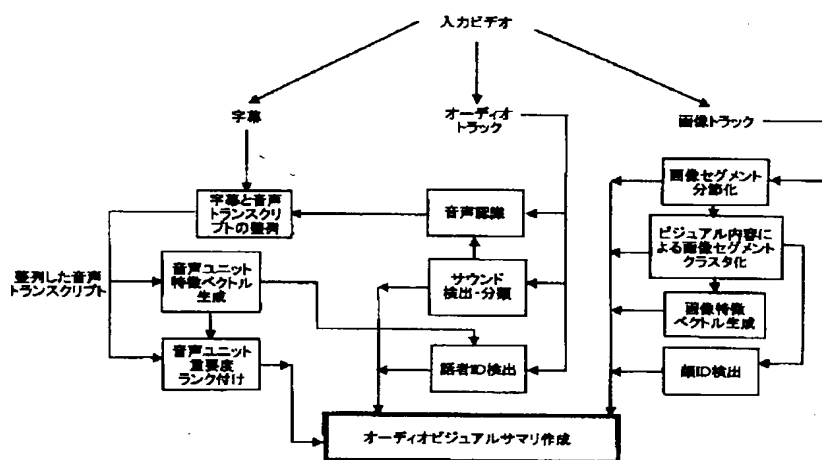 入力ビデオ
字幕
オーディオ
トラック
画像トラック
字幕と音声
トランスクリ
プトの整列
音声認識
画像セグメント
分節化
ビジュアル内容に
よる画像セグメント
クラスタ化
整列した音声
トランスクリプト
音声ユニット
特徴ベクトル
生成
サウンド
検出・分類
画像特徴
ベクトル生成
音声ユニット
重要度
ランク付け
話者ID検出
顔ID検出
オーディオビジュアルサマリ作成